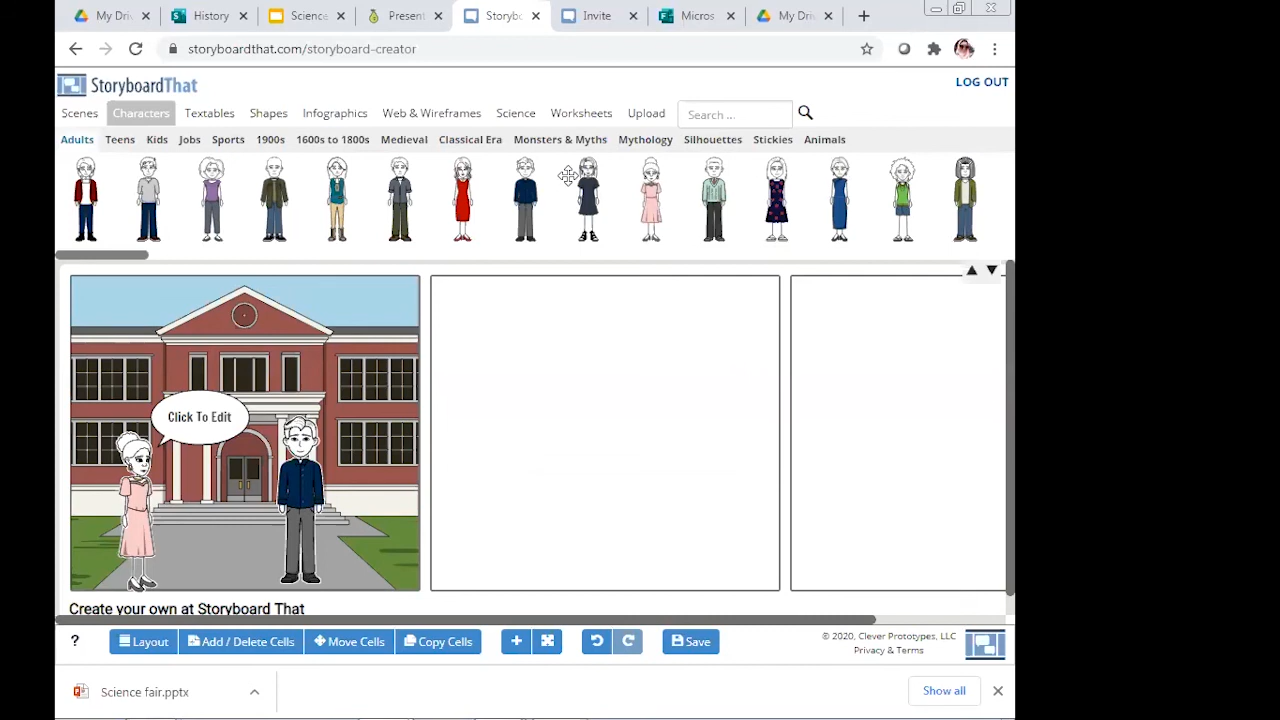 My Driv
History
Science
Present
Storybo
Invite
Micros
My Driv
storyboardthat.com/storyboard-creator
StoryboardThat
LOG OUT
Scenes Characters Textables Shapes Infographics Web & Wireframes Science Worksheets Upload Search ...
Adults Teens Kids Jobs Sports 1900s 1600s to 1800s Medieval Classical Era Monsters & Myths Mythology Silhouettes Stickies Animals
Click To Edit
Create your own at Storyboard That
? Layout Add / Delete Cells Move Cells Copy Cells Save
© 2020, Clever Prototypes, LLC
Privacy & Terms
Science fair.pptx
Show all